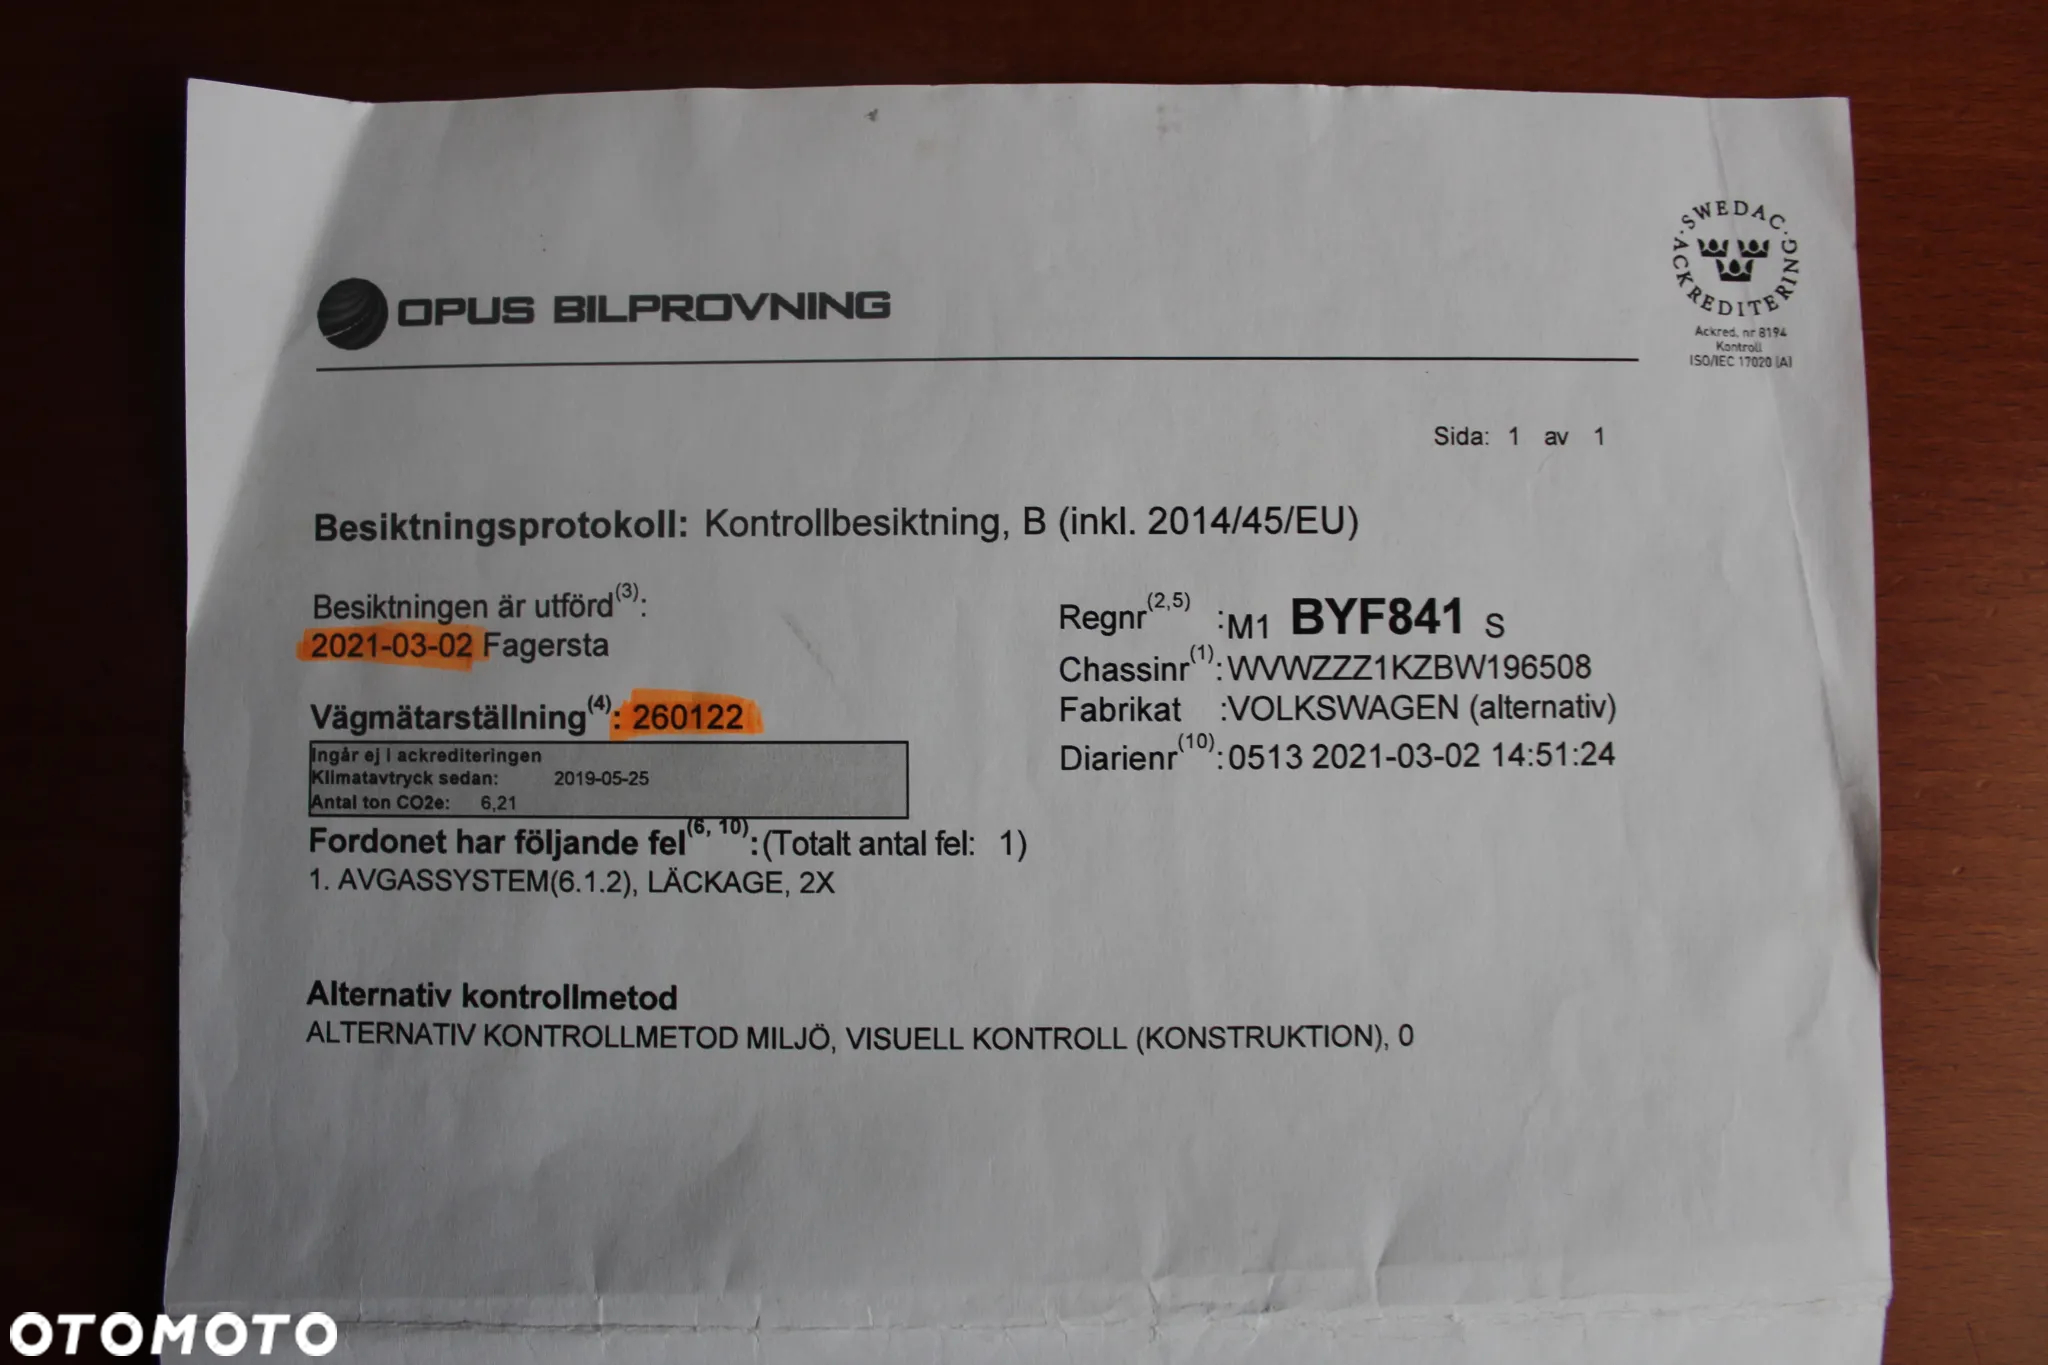 OPUS BILPROVNING
·SWEDAC·
ACKREDITERING
Ackred. nr 8194
Kontroll
ISO/IEC 17020 (A)
Sida: 1 av 1
Besiktningsprotokoll: Kontrollbesiktning, B (inkl. 2014/45/EU)
Besiktningen är utförd(3):
2021-03-02 Fagersta
Vägmätarställning(4): 260122
Regnr(2,5) :M1 BYF841 S
Chassinr(1):WVWZZZ1KZBW196508
Fabrikat :VOLKSWAGEN (alternativ)
Diarienr(10):0513 2021-03-02 14:51:24
Ingår ej i ackrediteringen
Klimatavtryck sedan: 2019-05-25
Antal ton CO2e: 6,21
Fordonet har följande fel(6, 10):(Totalt antal fel: 1)
1. AVGASSYSTEM(6.1.2), LÄCKAGE, 2X
Alternativ kontrollmetod
ALTERNATIV KONTROLLMETOD MILJÖ, VISUELL KONTROLL (KONSTRUKTION), 0
OTOMOTO